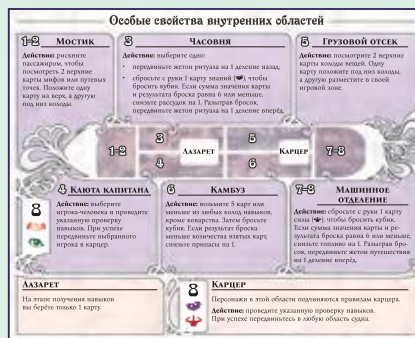 Особые свойства внутренних областей
1-2 Мостик
Действие: рискните
пассажиром, чтобы
посмотреть 2 верхние
карты мифов или путевых
точек. Положите одну
карту на верх, а другую
под низ колоды.
3 Часовня
Действие: выберите одно:
• передвиньте жетон ритуала на 1 деление назад;
• сбросьте с руки 1 карту знаний ( ), чтобы
бросить кубик. Если сумма значения карты
и результата броска равна 6 или меньше,
снизьте рассудок на 1. Разыграв бросок,
передвиньте жетон ритуала на 1 деление вперёд.
5 Грузовой отсек
Действие: посмотрите 2 верхние
карты колоды вещей. Одну
карту положите под низ колоды,
а другую разместите в своей
игровой зоне.
1-2
3
4
Лазарет
5
6
Карцер
7-8
4 Каюта капитана
8
Действие: выберите
игрока-человека и проведите
указанную проверку
навыков. При успехе
передвиньте выбранного
игрока в карцер.
6 Камбуз
Действие: возьмите 5 карт или
меньше из любых колод навыков,
кроме коварства. Затем бросьте
кубик. Если результат броска
меньше количества взятых карт,
снизьте припасы на 1.
7-8 Машинное
отделение
Действие: сбросьте с руки 1 карту
силы ( ), чтобы бросить кубик.
Если сумма значения карты и ре-
зультата броска равна 6 или меньше,
снизьте топливо на 1. Разыграв бро-
сок, передвиньте жетон путешествия
на 1 деление вперёд.
Лазарет
На этапе получения навыков
вы берёте только 1 карту.
8
Карцер
Персонажи в этой области подчиняются правилам карцера.
Действие: проведите указанную проверку навыков.
При успехе передвиньтесь в любую область судна.